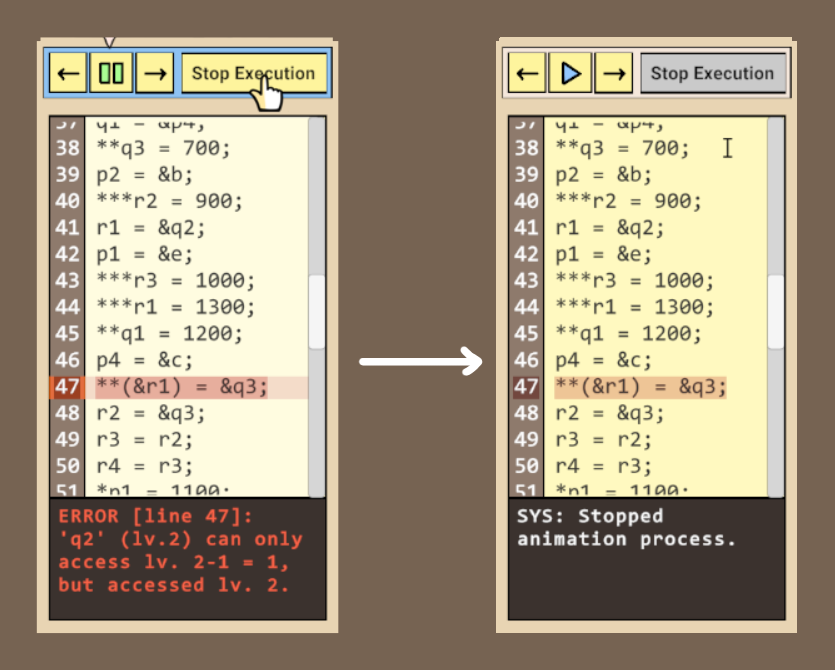 Stop Execution
37 q1 = &p4;
38 **q3 = 700;
39 p2 = &b;
40 ***r2 = 900;
41 r1 = &q2;
42 p1 = &e;
43 ***r3 = 1000;
44 ***r1 = 1300;
45 **q1 = 1200;
46 p4 = &c;
47 **(&r1) = &q3;
48 r2 = &q3;
49 r3 = r2;
50 r4 = r3;
51 *p1 = 1100;
ERROR [line 47]:
'q2' (lv.2) can only
access lv. 2-1 = 1,
but accessed lv. 2.
Stop Execution
37 q1 = &p4;
38 **q3 = 700;
39 p2 = &b;
40 ***r2 = 900;
41 r1 = &q2;
42 p1 = &e;
43 ***r3 = 1000;
44 ***r1 = 1300;
45 **q1 = 1200;
46 p4 = &c;
47 **(&r1) = &q3;
48 r2 = &q3;
49 r3 = r2;
50 r4 = r3;
51 *p1 = 1100;
SYS: Stopped
animation process.